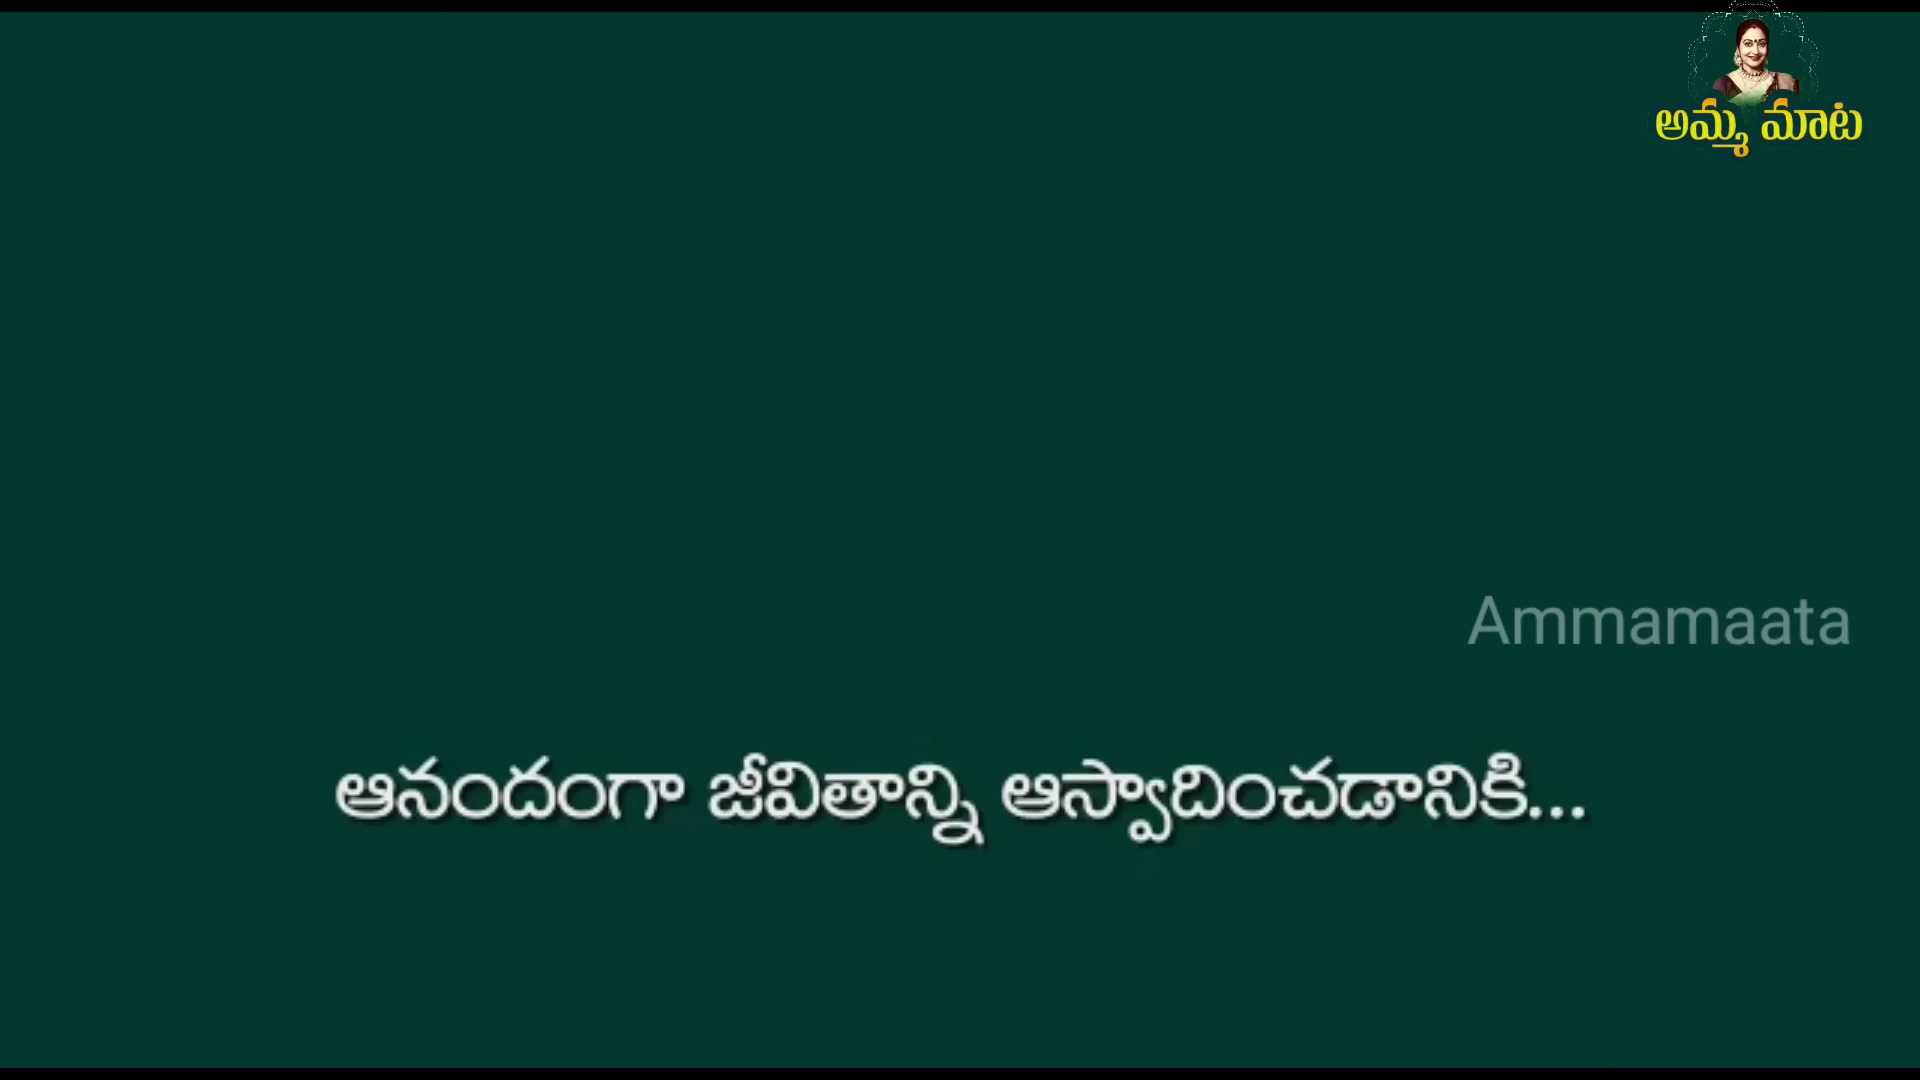 అమ్మ మాట
Ammamaata
ఆనందంగా జీవితాన్ని ఆస్వాదించడానికి...